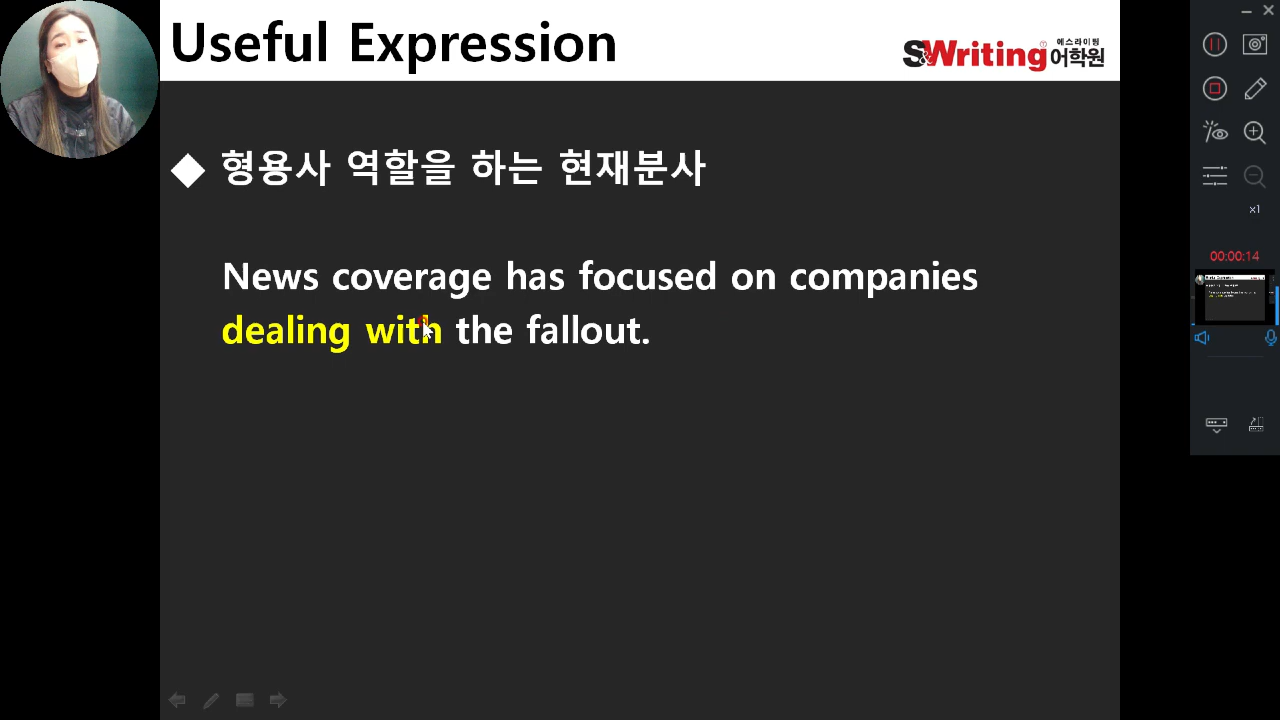 Useful Expression
S&Writing 어학원
에스라이팅
◆ 형용사 역할을 하는 현재분사
News coverage has focused on companies
dealing with the fallout.
x1
00:00:14